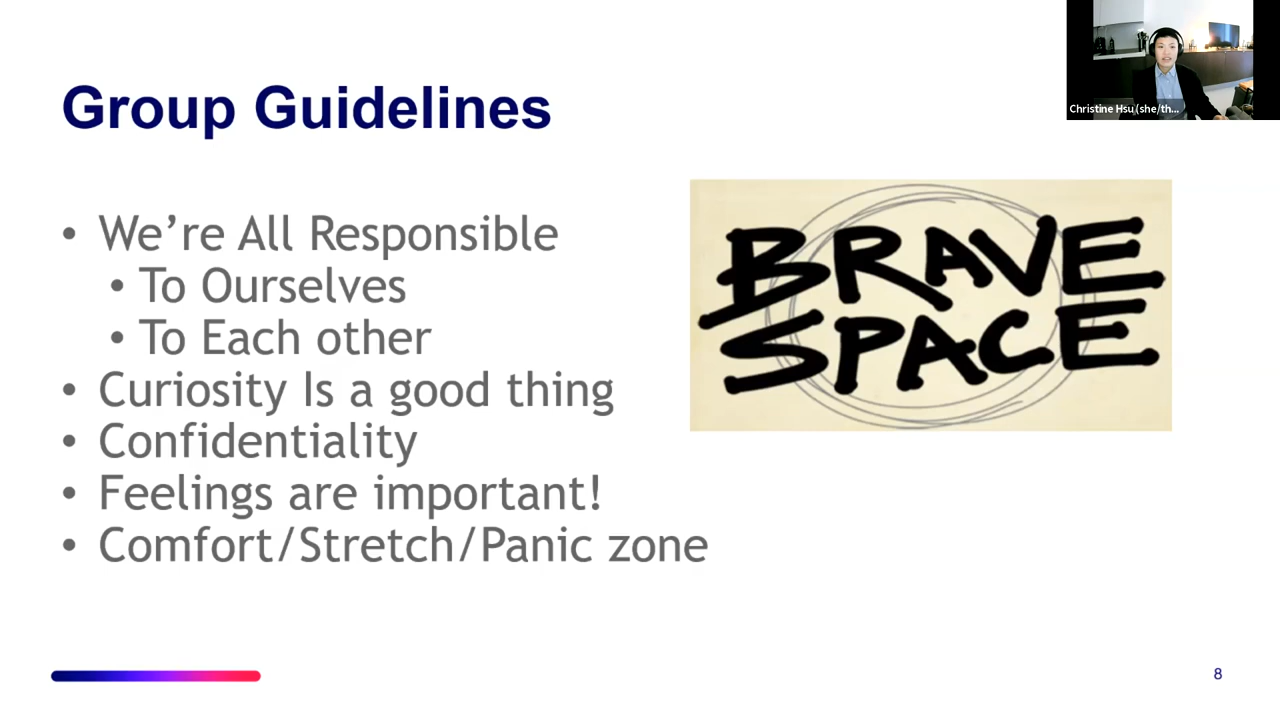 Group Guidelines
• We’re All Responsible
• To Ourselves
• To Each other
• Curiosity Is a good thing
• Confidentiality
• Feelings are important!
• Comfort/Stretch/Panic zone
BRAVE
SPACE
Christine Hsu (she/th...
8